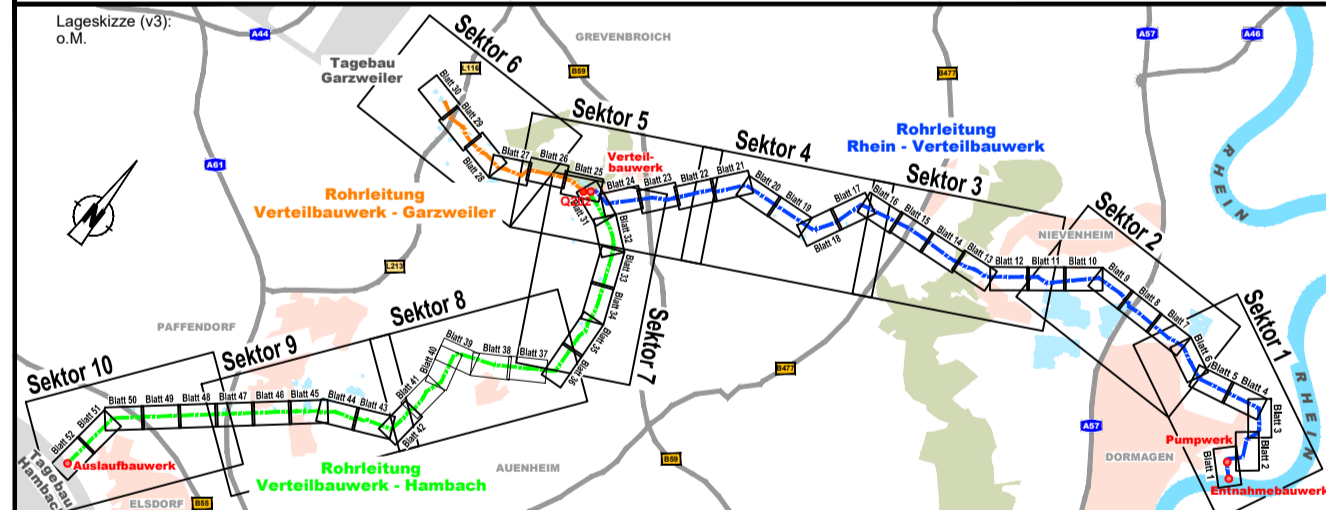 Lageskizze (v3):
o.M.
A44
Sektor 6
L116
GREVENBROICH
B59
A57
A46
B477
Tagebau
Garzweiler
RHEIN
Blatt 30
Blatt 29
Blatt 28
Blatt 27
Blatt 26
Blatt 25
Sektor 5
Verteil-
bauwerk
Sektor 4
Rohrleitung
Rhein - Verteilbauwerk
Sektor 3
A61
Rohrleitung
Verteilbauwerk - Garzweiler
Blatt 24
Blatt 23
Blatt 22
Blatt 21
Blatt 20
Blatt 19
Blatt 18
Blatt 17
Blatt 16
Blatt 15
Blatt 14
Blatt 13
Blatt 12
Blatt 11
Blatt 10
Blatt 9
Blatt 8
Blatt 7
Blatt 6
Blatt 5
Blatt 4
Blatt 3
Blatt 2
Blatt 1
NIEVENHEIM
Sektor 2
Sektor 1
RHEIN
N
L213
Blatt 31
Blatt 32
Blatt 33
Blatt 34
Blatt 35
Blatt 36
Sektor 7
PAFFENDORF
Sektor 8
Sektor 9
Sektor 10
Blatt 37
Blatt 38
Blatt 39
Blatt 40
Blatt 41
Blatt 42
Blatt 43
Blatt 44
Blatt 45
Blatt 46
Blatt 47
Blatt 48
Blatt 49
Blatt 50
Blatt 51
Blatt 52
B477
A57
Pumpwerk
DORMAGEN
Entnahmebauwerk
Auslaufbauwerk
Tagebau
Hambach
ELSDORF
B55
Rohrleitung
Verteilbauwerk - Hambach
AUENHEIM
B59